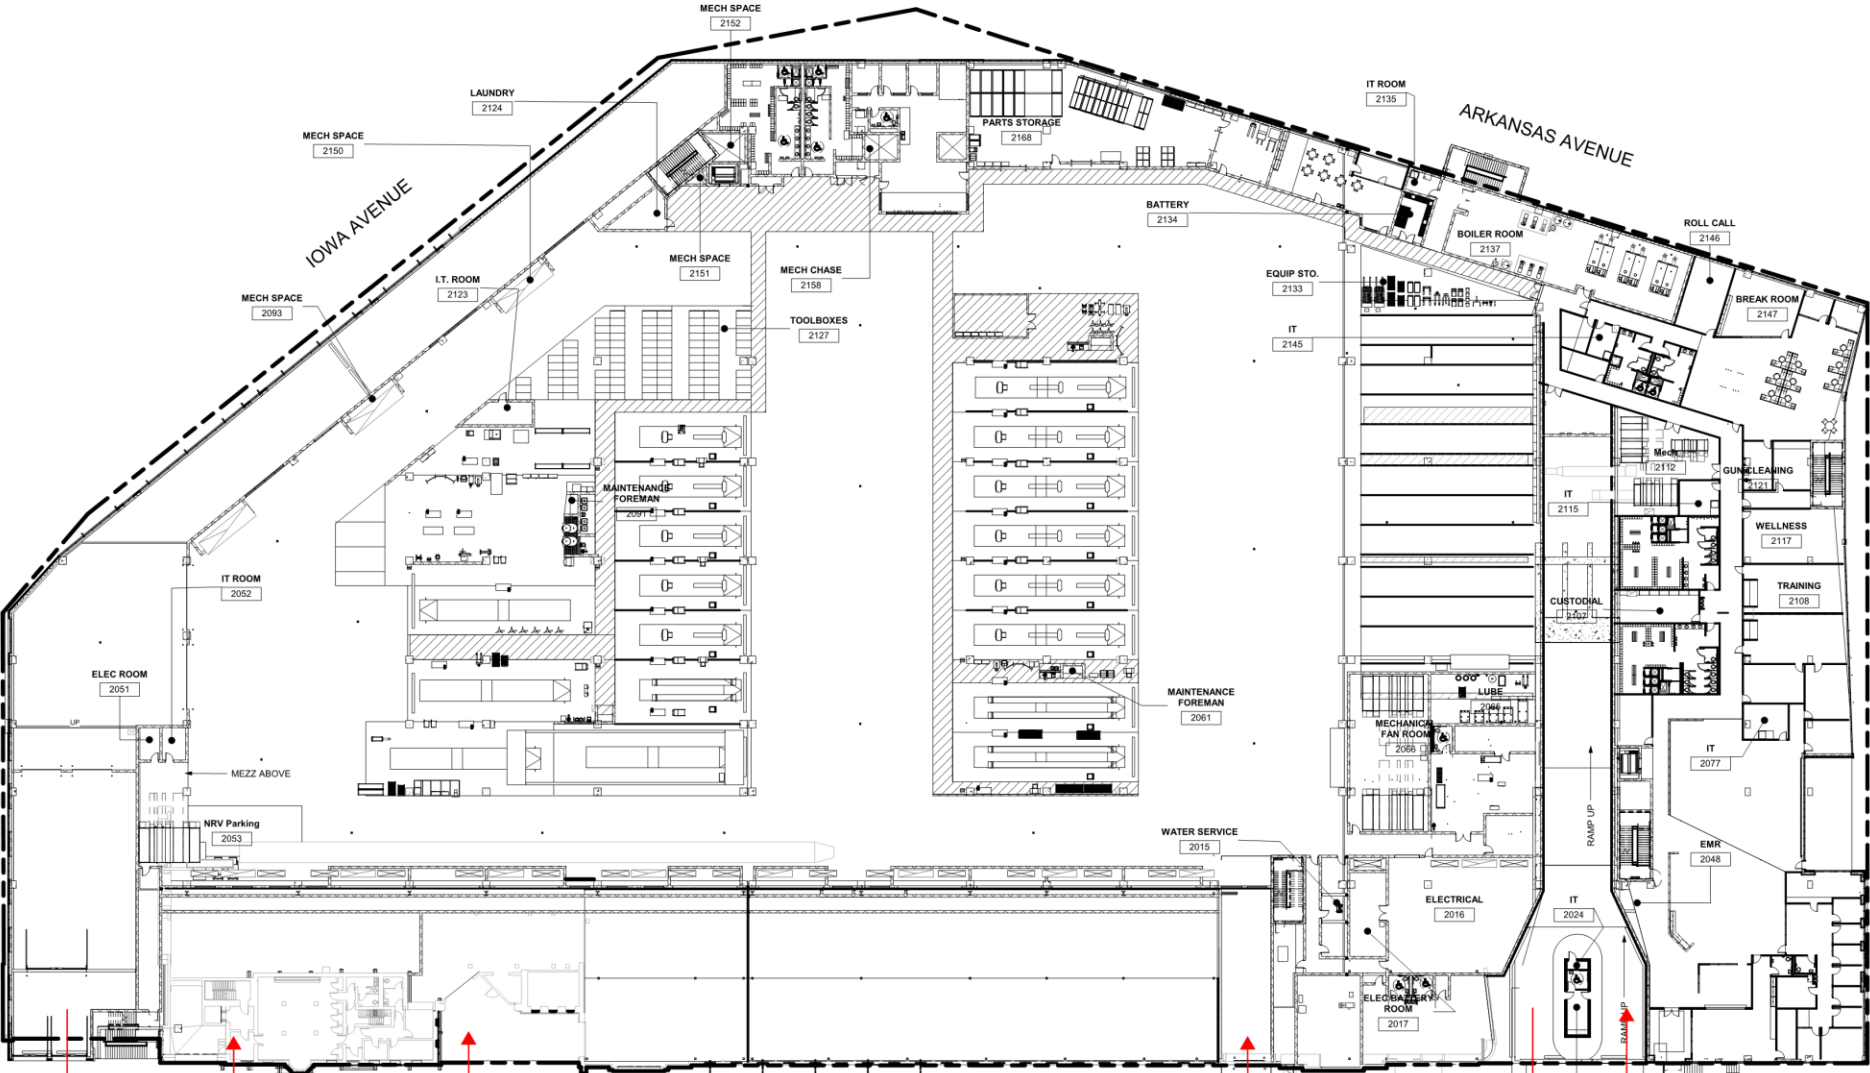 MECH SPACE
2152
LAUNDRY
2124
MECH SPACE
2150
IOWA AVENUE
MECH SPACE
2093
I.T. ROOM
2123
MECH SPACE
2151
MECH CHASE
2158
TOOLBOXES
2127
PARTS STORAGE
2168
IT ROOM
2135
ARKANSAS AVENUE
BATTERY
2134
BOILER ROOM
2137
ROLL CALL
2146
EQUIP STO.
2133
BREAK ROOM
2147
IT
2145
MAINTENANCE
FOREMAN
2091
Mech
2112
GUN CLEANING
2121
IT
2115
WELLNESS
2117
TRAINING
2108
CUSTODIAL
2107
IT ROOM
2052
ELEC ROOM
2051
UP
MEZZ ABOVE
NRV Parking
2053
MAINTENANCE
FOREMAN
2061
LUBE
2065
MECHANICAL
FAN ROOM
2066
IT
2077
RAMP UP
WATER SERVICE
2015
EMR
2048
ELECTRICAL
2016
IT
2024
ELEC BATTERY
ROOM
2017
RAMP UP